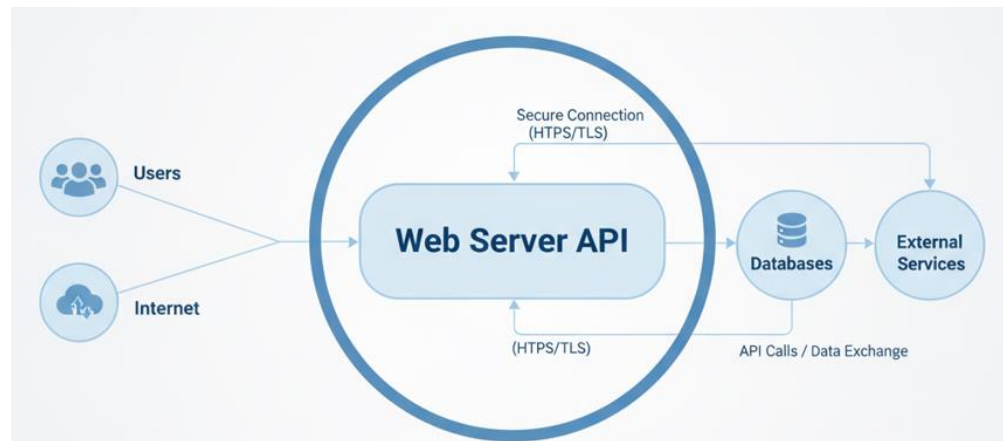 Secure Connection
(HTPS/TLS)
Users
Web Server API
Databases
External
Services
Internet
(HTPS/TLS)
API Calls / Data Exchange